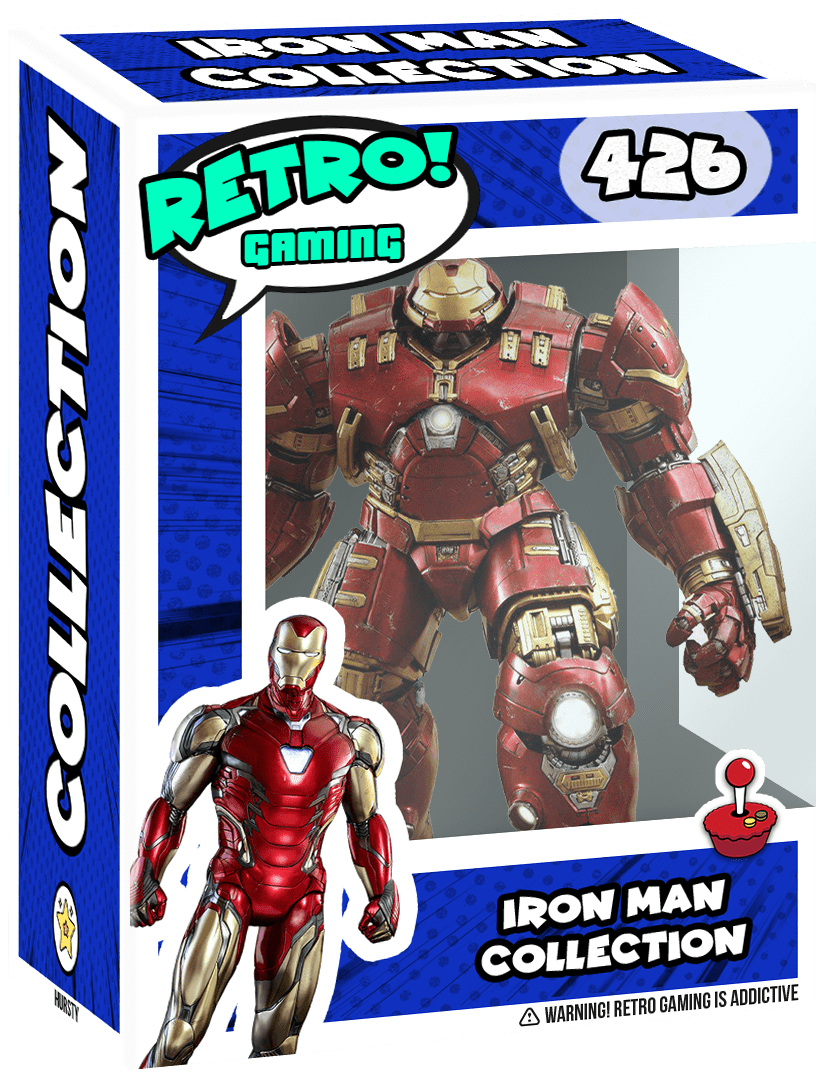 IRON MAN
COLLECTION
COLLECTION
RETRO!
GAMING
426
IRON MAN
COLLECTION
WARNING! RETRO GAMING IS ADDICTIVE
HURSTY